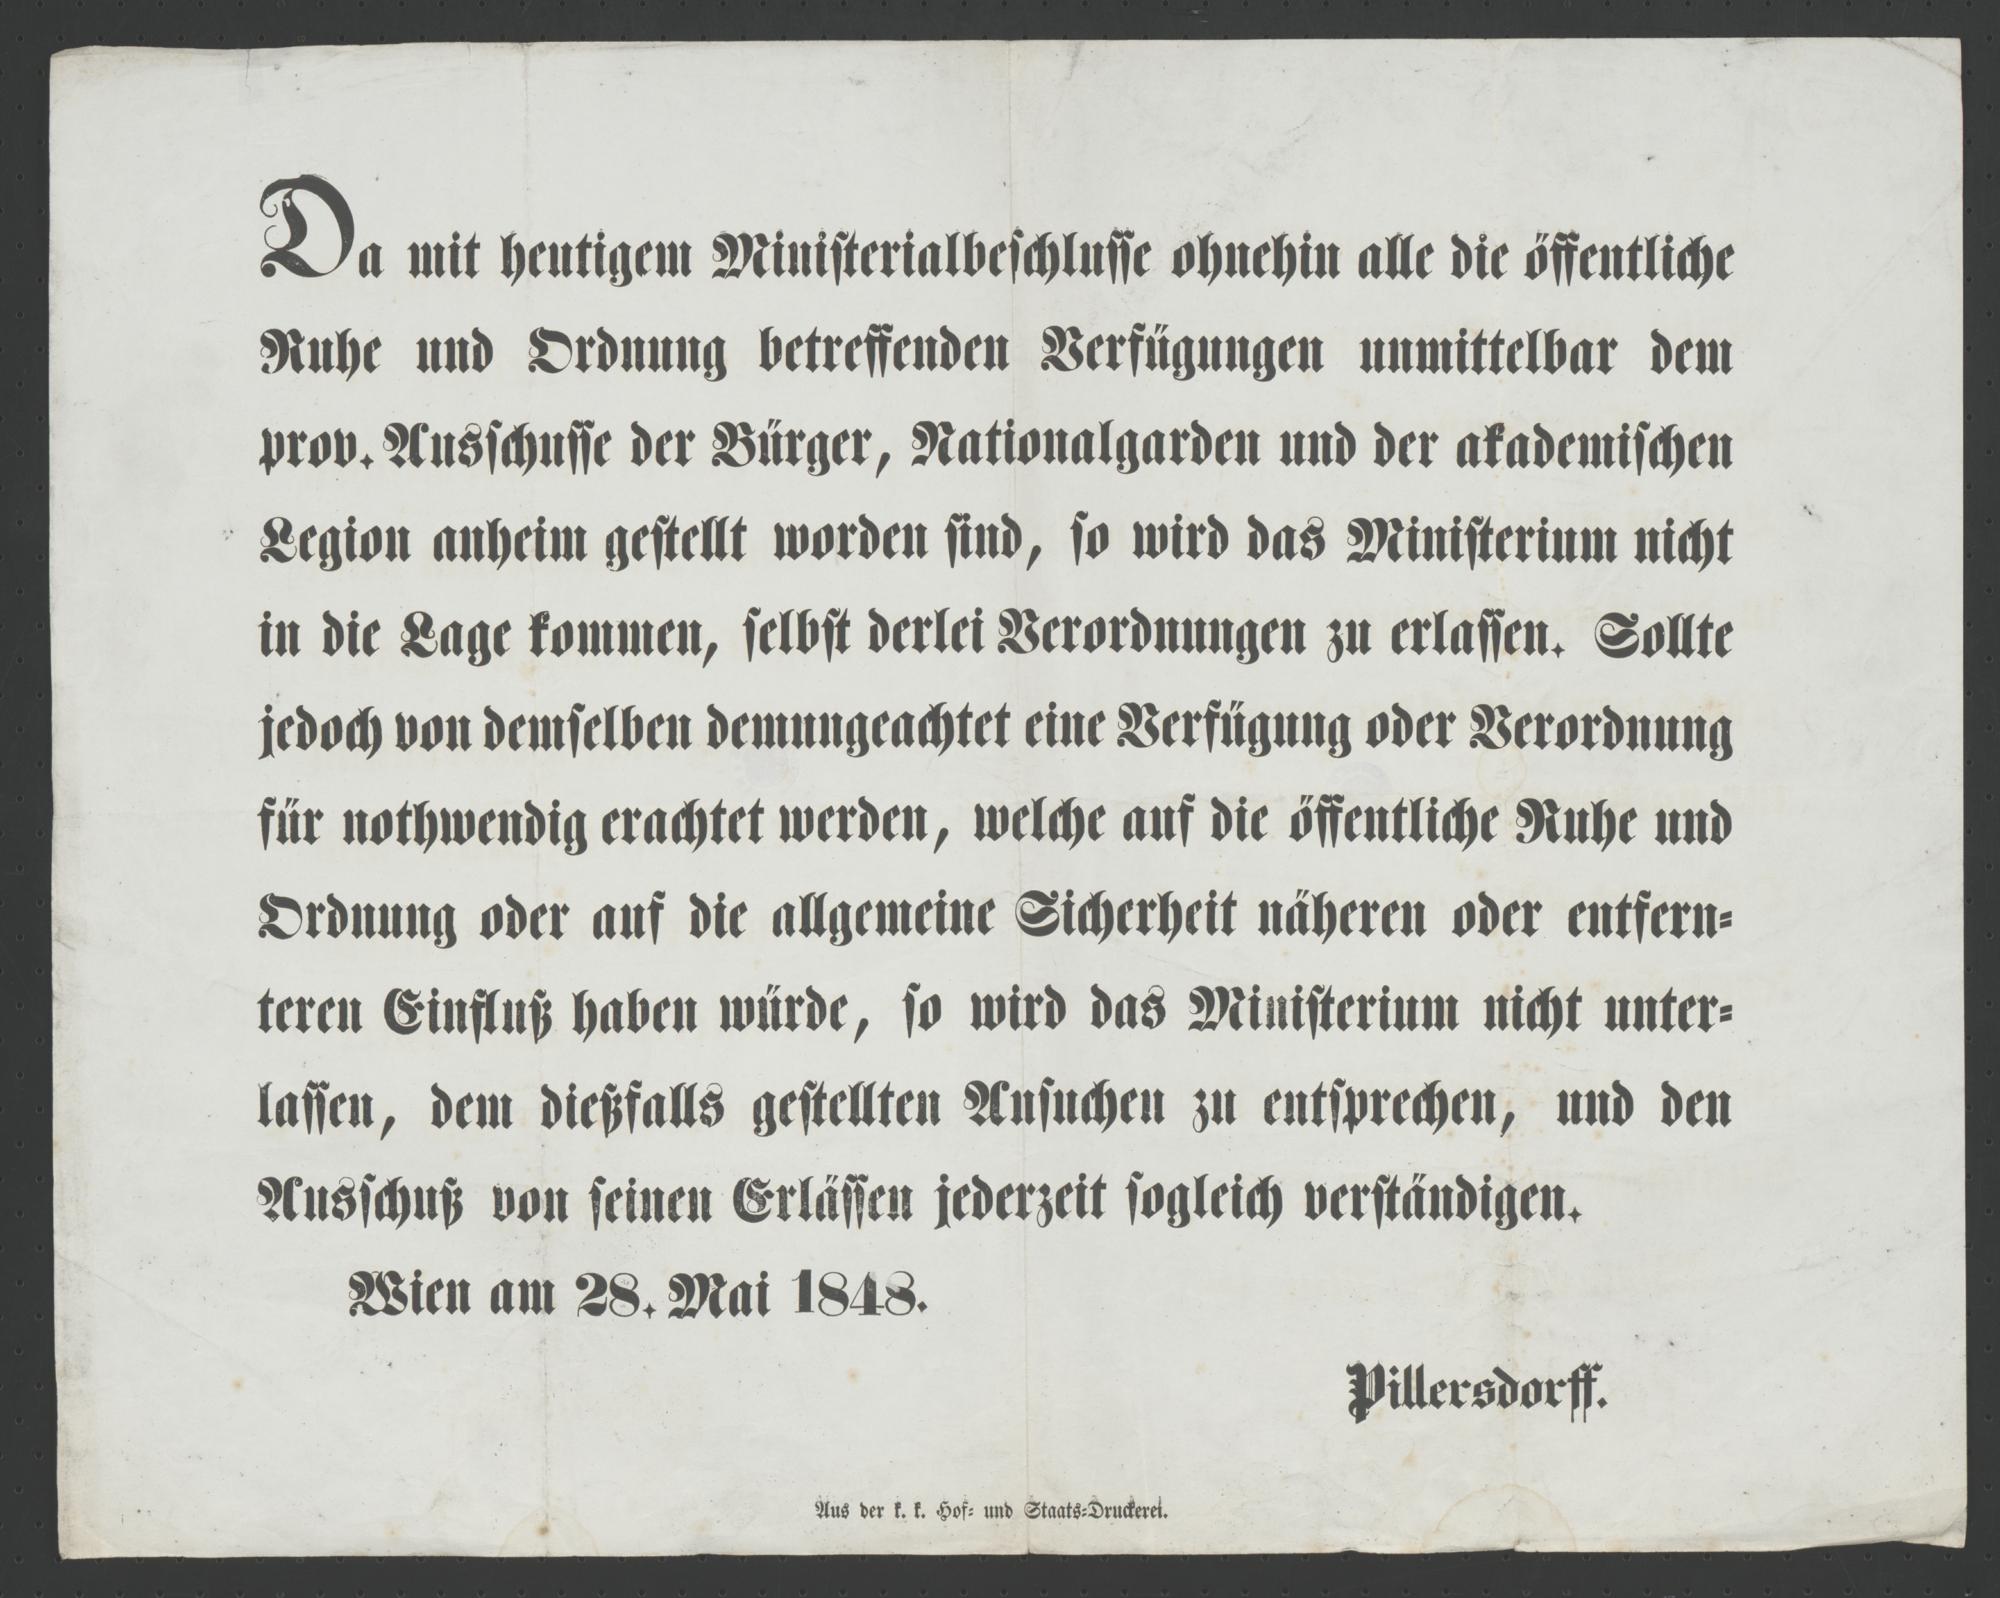 Da mit heutigem Ministerialbeschlusse ohnehin alle die öffentliche
Ruhe und Ordnung betreffenden Verfügungen unmittelbar dem
prov. Ausschusse der Bürger, Nationalgarden und der akademischen
Legion anheim gestellt worden sind, so wird das Ministerium nicht
in die Lage kommen, selbst derlei Verordnungen zu erlassen. Sollte
jedoch von demselben demungeachtet eine Verfügung oder Verordnung
für nothwendig erachtet werden, welche auf die öffentliche Ruhe und
Ordnung oder auf die allgemeine Sicherheit näheren oder entfern-
teren Einfluß haben würde, so wird das Ministerium nicht unter-
lassen, dem dießfalls gestellten Ansuchen zu entsprechen, und den
Ausschuß von seinen Erlässen jederzeit sogleich verständigen.
Wien am 28. Mai 1848.
Pillersdorff.
Aus der k. k. Hof- und Staats-Druckerei.